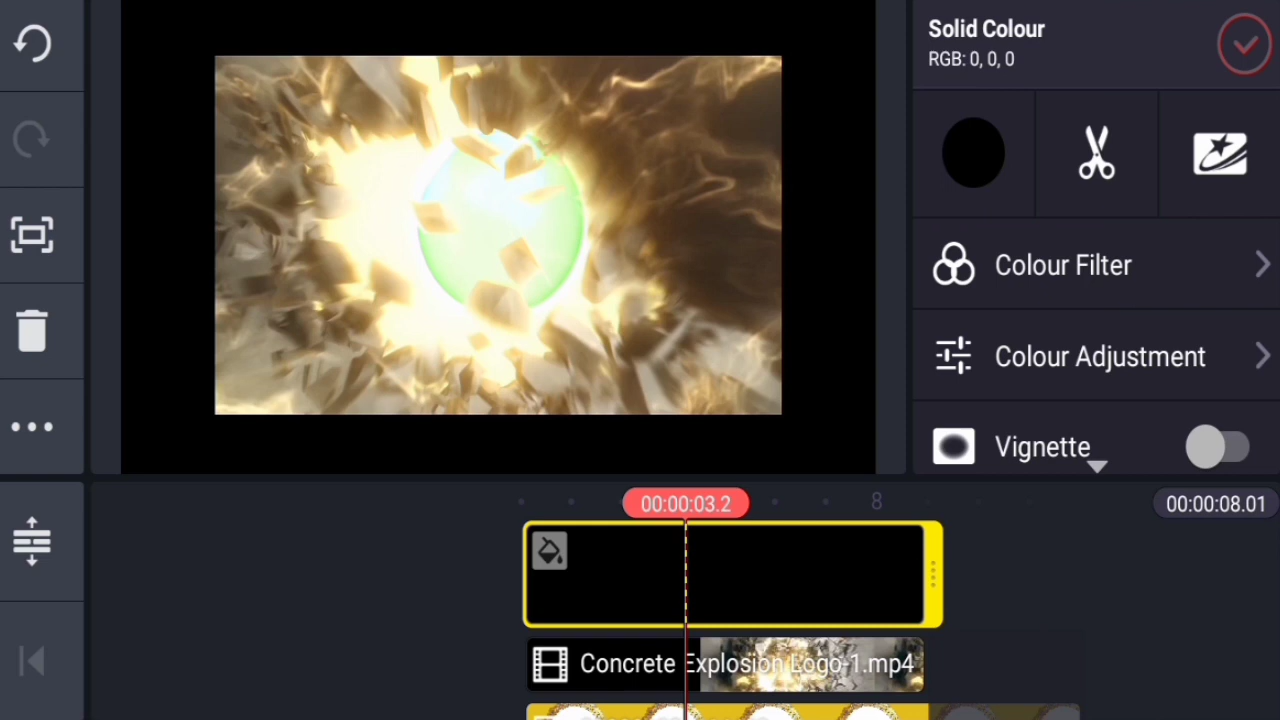 Solid Colour
RGB: 0, 0, 0
Colour Filter
Colour Adjustment
Vignette
00:00:03.2
8
00:00:08.01
Concrete Explosion Logo-1.mp4